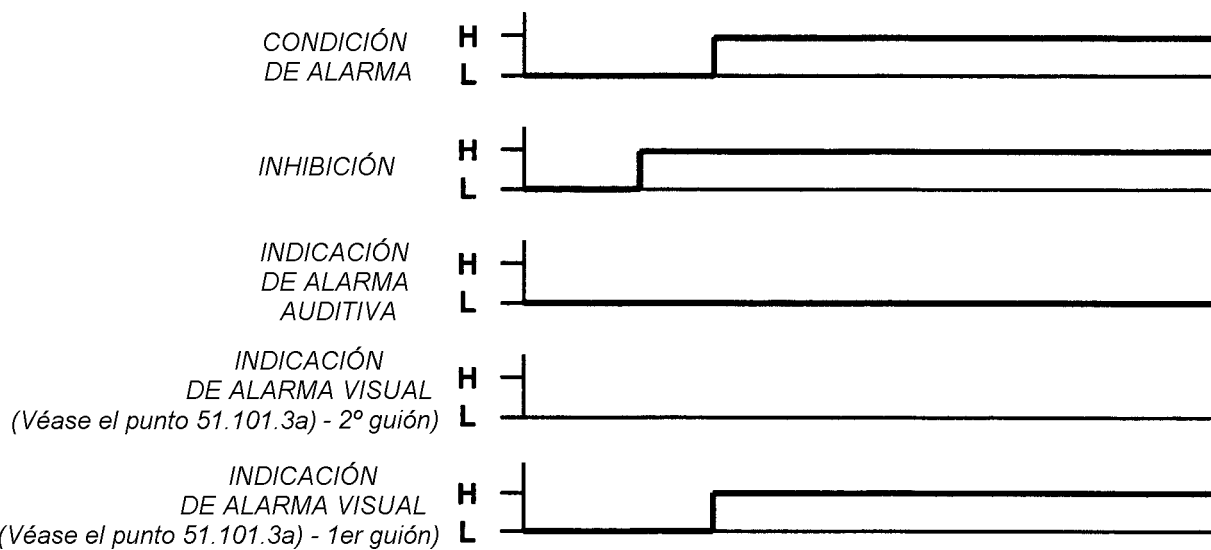 CONDICIÓN
DE ALARMA
H
L
INHIBICIÓN
H
L
INDICACIÓN
DE ALARMA
AUDITIVA
H
L
INDICACIÓN
DE ALARMA VISUAL
(Véase el punto 51.101.3a) - 2º guión)
H
L
INDICACIÓN
DE ALARMA VISUAL
(Véase el punto 51.101.3a) - 1er guión)
H
L